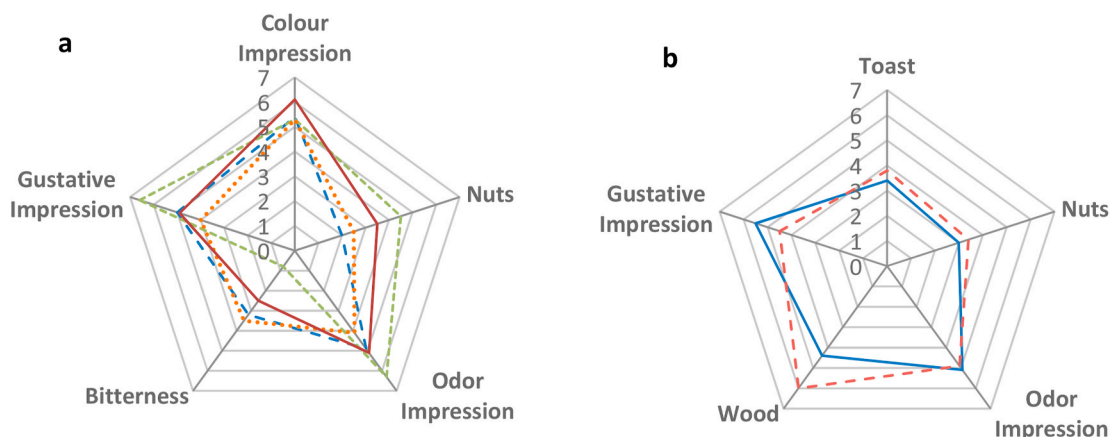 a
Colour
Impression
7
6
5
4
3
2
1
0
Gustative
Impression
Nuts
Bitterness
Odor
Impression
b
Toast
7
6
5
4
3
2
1
0
Gustative
Impression
Nuts
Wood
Odor
Impression